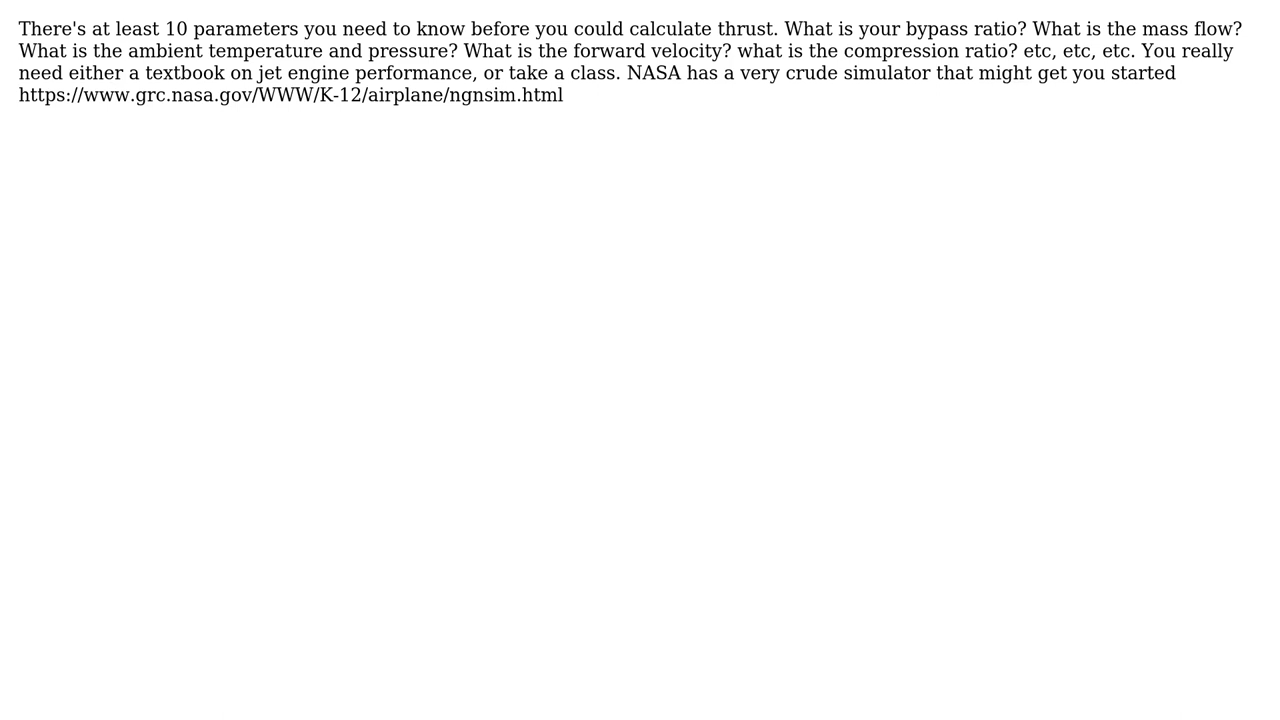 There's at least 10 parameters you need to know before you could calculate thrust. What is your bypass ratio? What is the mass flow?
What is the ambient temperature and pressure? What is the forward velocity? what is the compression ratio? etc, etc, etc. You really
need either a textbook on jet engine performance, or take a class. NASA has a very crude simulator that might get you started
https://www.grc.nasa.gov/WWW/K-12/airplane/ngnsim.html